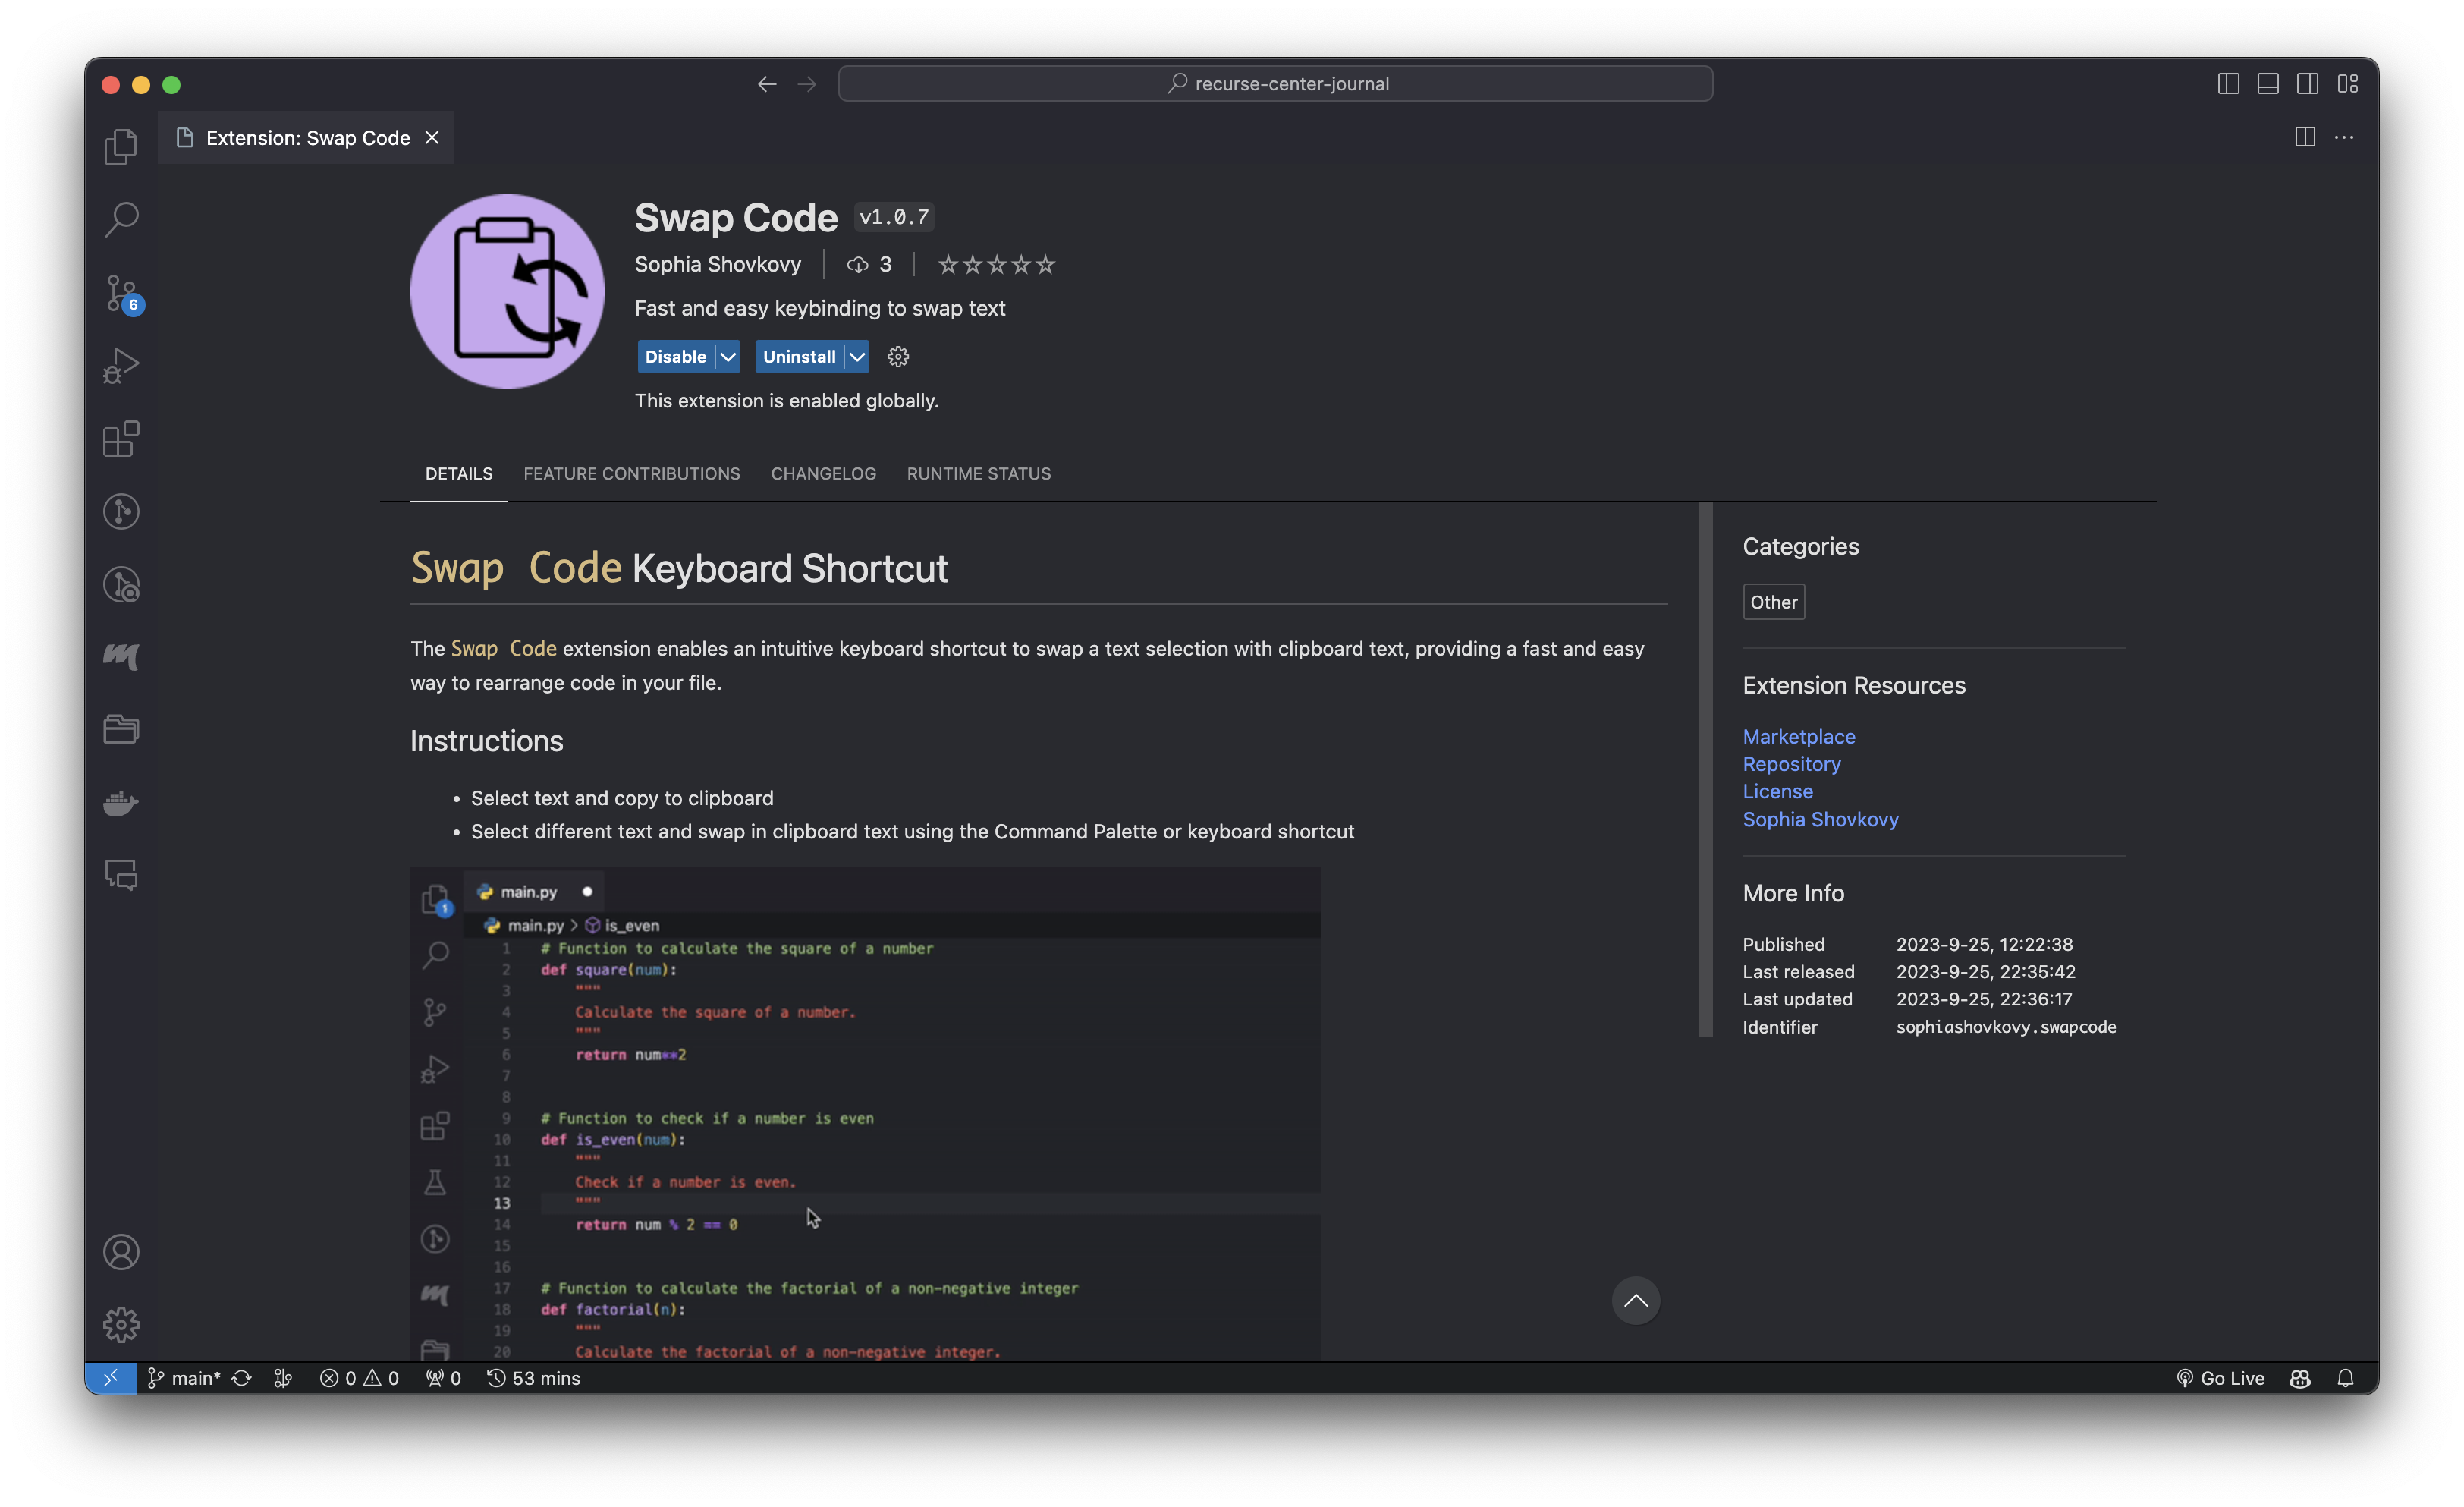 recurse-center-journal
Extension: Swap Code
6
Swap Code v1.0.7
Sophia Shovkovy 3
Fast and easy keybinding to swap text
Disable Uninstall
This extension is enabled globally.
DETAILS FEATURE CONTRIBUTIONS CHANGELOG RUNTIME STATUS
Swap Code Keyboard Shortcut
The Swap Code extension enables an intuitive keyboard shortcut to swap a text selection with clipboard text, providing a fast and easy
way to rearrange code in your file.
Instructions
• Select text and copy to clipboard
• Select different text and swap in clipboard text using the Command Palette or keyboard shortcut
main.py
1
main.py > is_even
1 # Function to calculate the square of a number
2 def square(num):
3 """
4 Calculate the square of a number.
5 """
6 return num**2
7
8
9 # Function to check if a number is even
10 def is_even(num):
11 """
12 Check if a number is even.
13 """
14 return num % 2 == 0
15
16
17 # Function to calculate the factorial of a non-negative integer
18 def factorial(n):
19 """
20 Calculate the factorial of a non-negative integer.
Categories
Other
Extension Resources
Marketplace
Repository
License
Sophia Shovkovy
More Info
Published 2023-9-25, 12:22:38
Last released 2023-9-25, 22:35:42
Last updated 2023-9-25, 22:36:17
Identifier sophiashovkovy.swapcode
main* 0 0 0 53 mins Go Live